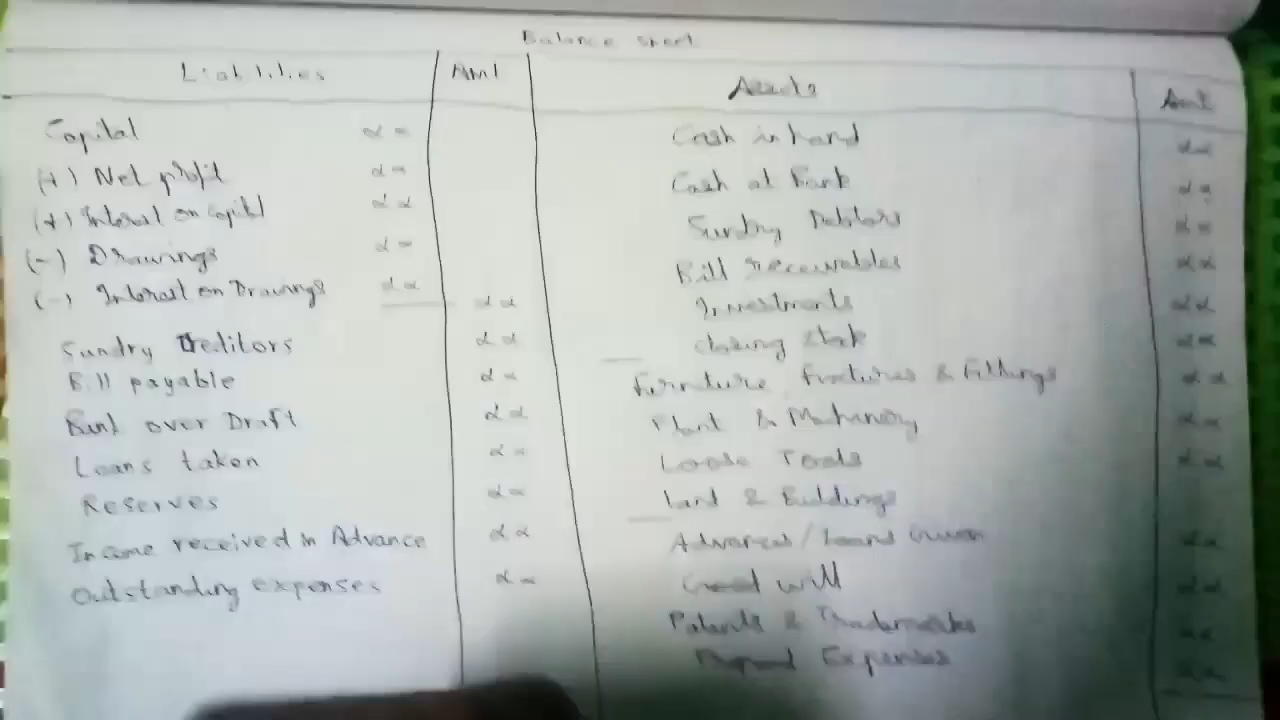 Balance sheet
Liabilities Amt Assets Amt
Capital
(+) Net profit
(+) Interest on capital
(-) Drawings
(-) Interest on Drawings
Sundry Creditors
Bill payable
Bank over Draft
Loans taken
Reserves
Income received in Advance
Outstanding expenses
Cash in hand
Cash at Bank
Sundry Debtors
Bill receivables
Investments
closing stock
Furniture, fixtures & Fittings
Plant & Machinery
Loose Tools
Land & Buildings
Advances/Loans Given
Good will
Patents & Trademarks
Prepaid Expenses